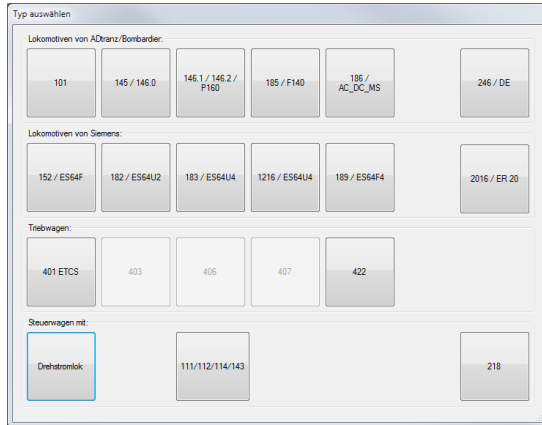 Typ auswählen
Lokomotiven von ADtranz/Bombardier:
101
145 / 146.0
146.1 / 146.2 /
P160
185 / F140
186 /
AC_DC_MS
246 / DE
Lokomotiven von Siemens:
152 / ES64F
182 / ES64U2
183 / ES64U4
1216 / ES64U4
189 / ES64F4
2016 / ER 20
Triebwagen:
401 ETCS
403
406
407
422
Steuerwagen mit:
Drehstromlok
111/112/114/143
218